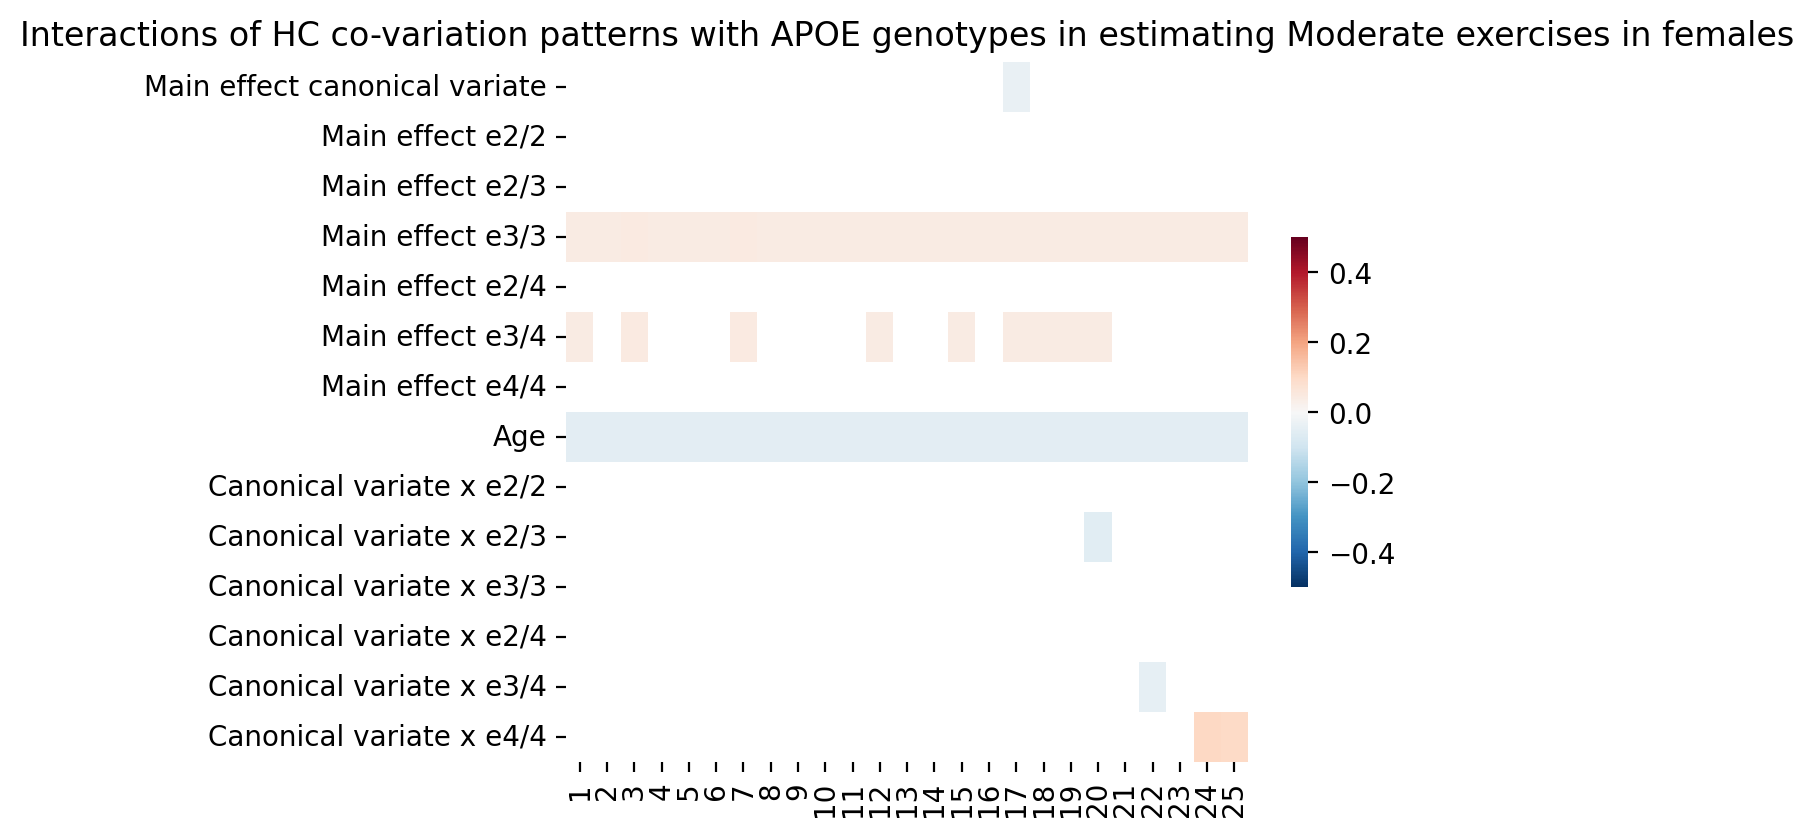 Interactions of HC co-variation patterns with APOE genotypes in estimating Moderate exercises in females
Main effect canonical variate
Main effect e2/2
Main effect e2/3
Main effect e3/3
Main effect e2/4
Main effect e3/4
Main effect e4/4
Age
Canonical variate x e2/2
Canonical variate x e2/3
Canonical variate x e3/3
Canonical variate x e2/4
Canonical variate x e3/4
Canonical variate x e4/4
1 2 3 4 5 6 7 8 9 10 11 12 13 14 15 16 17 18 19 20 21 22 23 24 25
0.4
0.2
0.0
−0.2
−0.4